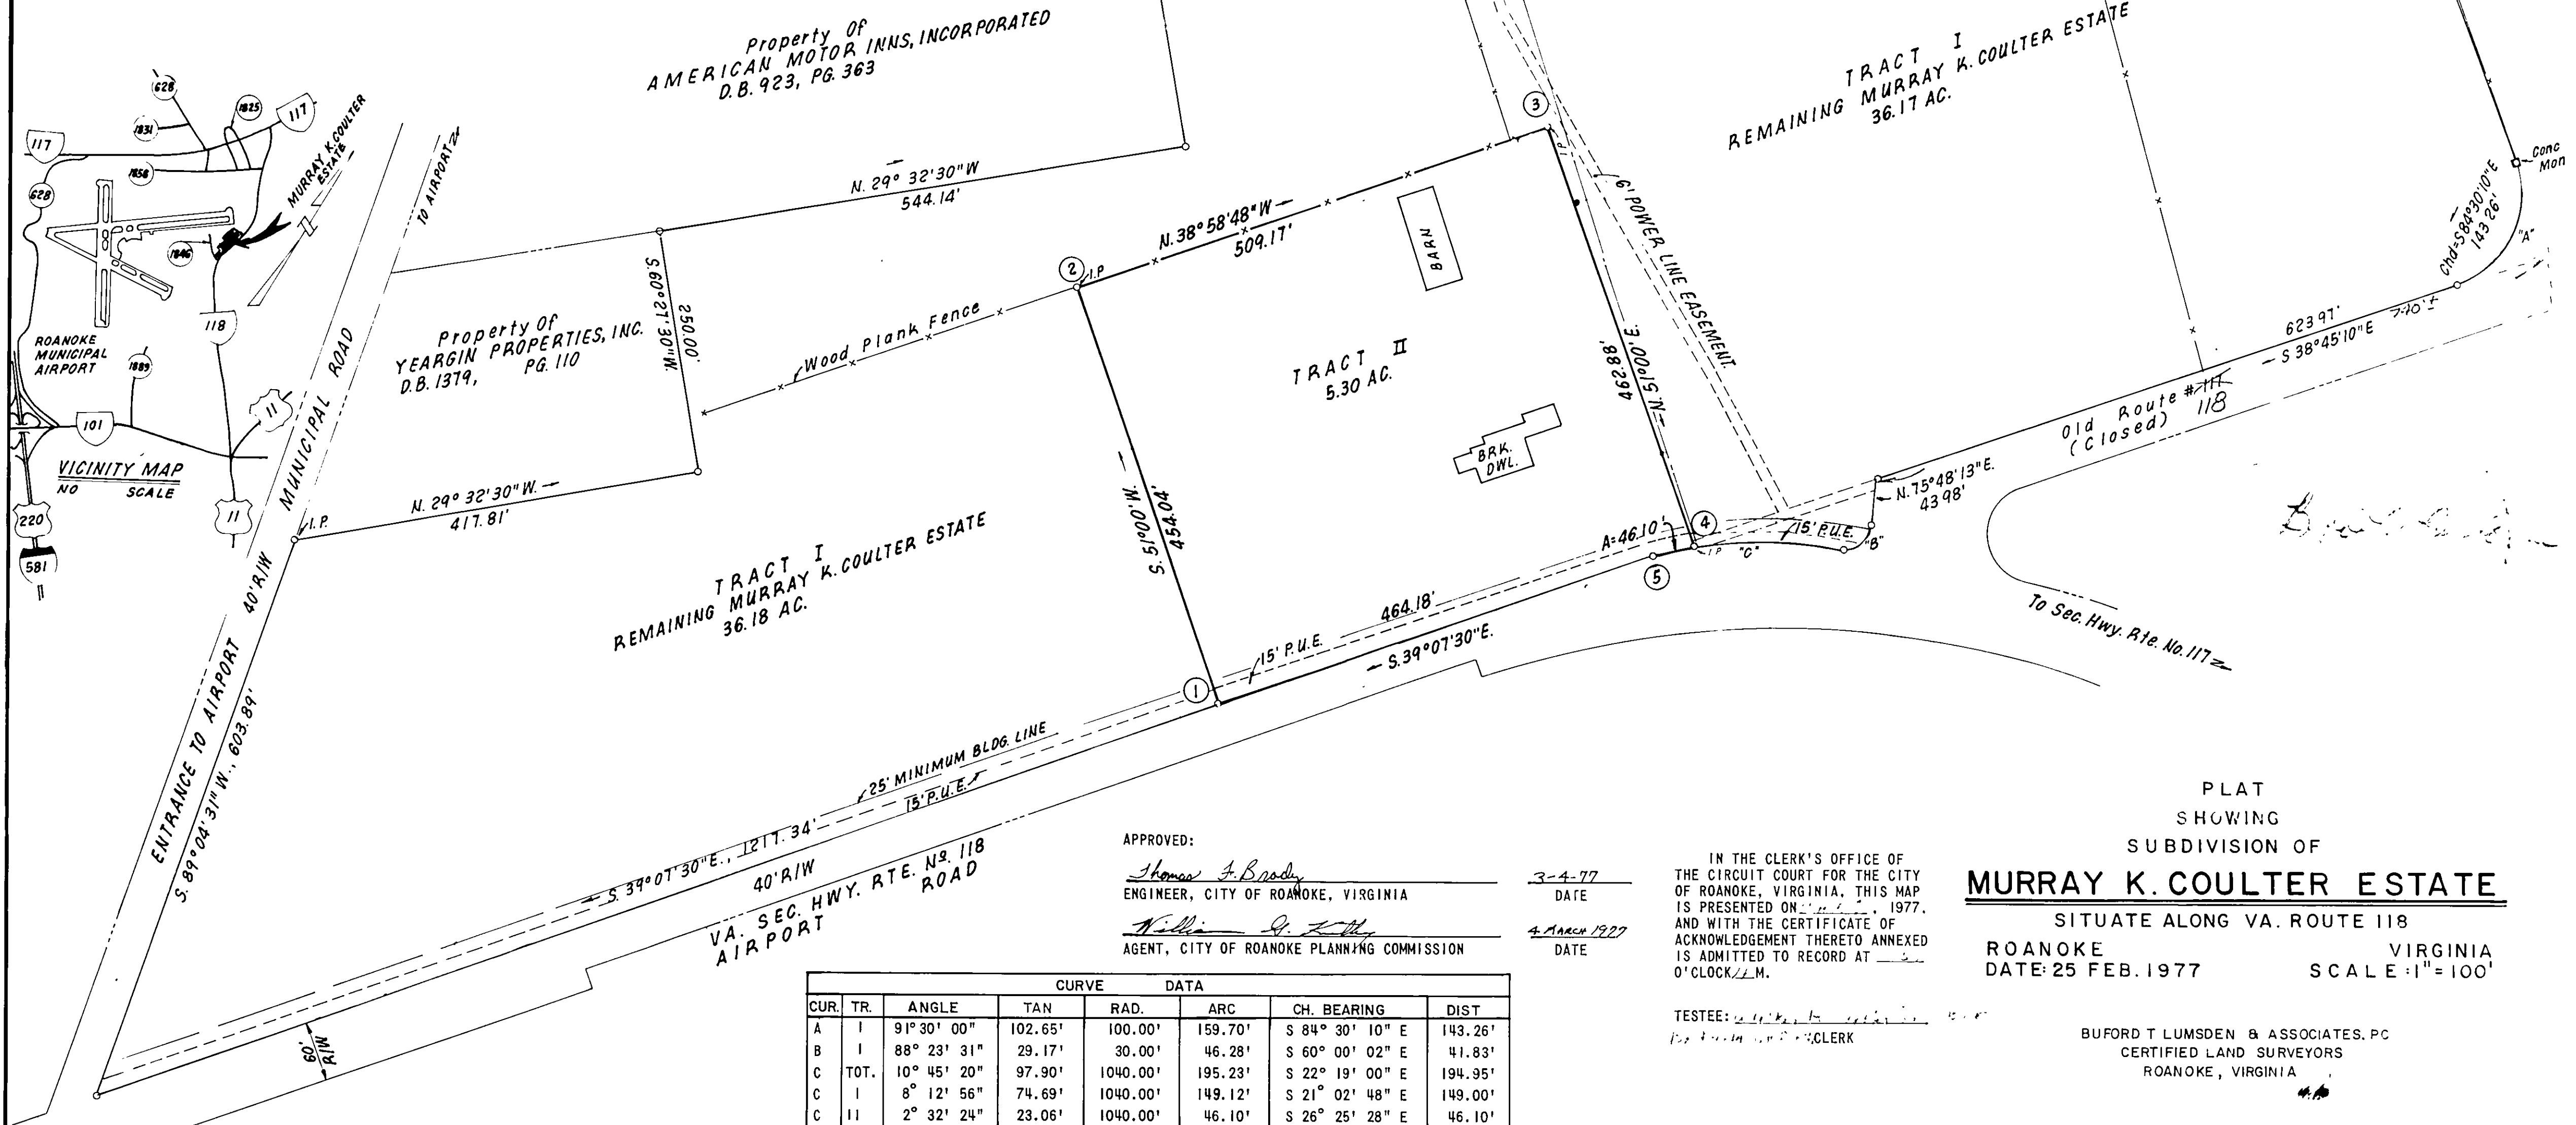 Property Of
AMERICAN MOTOR INNS, INCORPORATED
D.B. 923, PG. 363
TRACT I
REMAINING MURRAY K. COULTER ESTATE
36.17 AC.
628
1825
117
1831
117
1858
628
1846
118
1889
11
101
220
581
11
MURRAY K. COULTER
ESTATE
ROANOKE
MUNICIPAL
AIRPORT
VICINITY MAP
NO SCALE
TO AIRPORT
MUNICIPAL ROAD
40' R/W
ENTRANCE TO AIRPORT
S. 89° 04' 31" W., 603.89'
I.P.
N. 29° 32' 30" W
544.14'
Property Of
YEARGIN PROPERTIES, INC.
D.B. 1379, PG. 110
S. 60° 27' 30" W.
250.00'
N. 29° 32' 30" W.
417.81'
Wood Plank Fence
2
I.P.
N. 38° 58' 48" W
509.17'
3
I.P.
BARN
6' POWER LINE EASEMENT
TRACT II
5.30 AC.
BRK.
DWL.
N. 51° 00' E.
462.88'
S. 51° 00' W.
454.04'
TRACT I
REMAINING MURRAY K. COULTER ESTATE
36.18 AC.
4
I.P.
A=46.10'
5
"C"
15' P.U.E.
"B"
N. 75° 48' 13" E.
43.98'
Conc
Mon
Chd=S84°30'10"E
143.26'
"A"
623.97'
S 38° 45' 10" E
Old Route #117
118
(Closed)
To Sec. Hwy. Rte. No. 117
464.18'
S. 39° 07' 30" E.
15' P.U.E.
1
25' MINIMUM BLDG. LINE
15' P.U.E.
S. 39° 07' 30" E., 1217.34'
40' R/W
VA. SEC. HWY. RTE. No. 118
AIRPORT ROAD
60'
R/W
APPROVED:
Thomas F. Brady 3-4-77
ENGINEER, CITY OF ROANOKE, VIRGINIA DATE
William G. 4 MARCH 1977
AGENT, CITY OF ROANOKE PLANNING COMMISSION DATE
IN THE CLERK'S OFFICE OF
THE CIRCUIT COURT FOR THE CITY
OF ROANOKE, VIRGINIA, THIS MAP
IS PRESENTED ON , 1977,
AND WITH THE CERTIFICATE OF
ACKNOWLEDGEMENT THERETO ANNEXED
IS ADMITTED TO RECORD AT
O'CLOCK M.
TESTEE:
CLERK
CURVE DATA
CUR. TR. ANGLE TAN RAD. ARC CH. BEARING DIST
A I 91° 30' 00" 102.65' 100.00' 159.70' S 84° 30' 10" E 143.26'
B I 88° 23' 31" 29.17' 30.00' 46.28' S 60° 00' 02" E 41.83'
C TOT. 10° 45' 20" 97.90' 1040.00' 195.23' S 22° 19' 00" E 194.95'
C I 8° 12' 56" 74.69' 1040.00' 149.12' S 21° 02' 48" E 149.00'
C II 2° 32' 24" 23.06' 1040.00' 46.10' S 26° 25' 28" E 46.10'
PLAT
SHOWING
SUBDIVISION OF
MURRAY K. COULTER ESTATE
SITUATE ALONG VA. ROUTE 118
ROANOKE VIRGINIA
DATE: 25 FEB. 1977 SCALE: 1" = 100'
BUFORD T LUMSDEN & ASSOCIATES. PC
CERTIFIED LAND SURVEYORS
ROANOKE, VIRGINIA